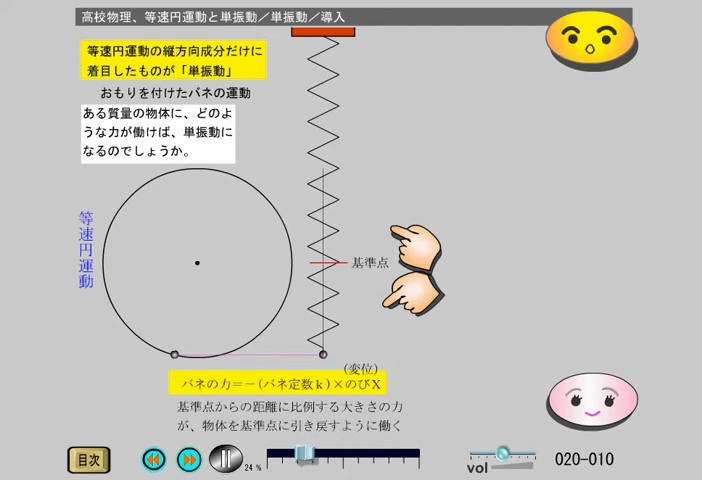 高校物理、等速円運動と単振動／単振動／導入
等速円運動の縦方向成分だけに
着目したものが「単振動」
おもりを付けたバネの運動
ある質量の物体に、どのよ
うな力が働けば、単振動に
なるのでしょうか。
等速円運動
基準点
(変位)
バネの力＝－(バネ定数ｋ)×のびＸ
基準点からの距離に比例する大きさの力
が、物体を基準点に引き戻すように働く
目次
24 %
vol
020-010